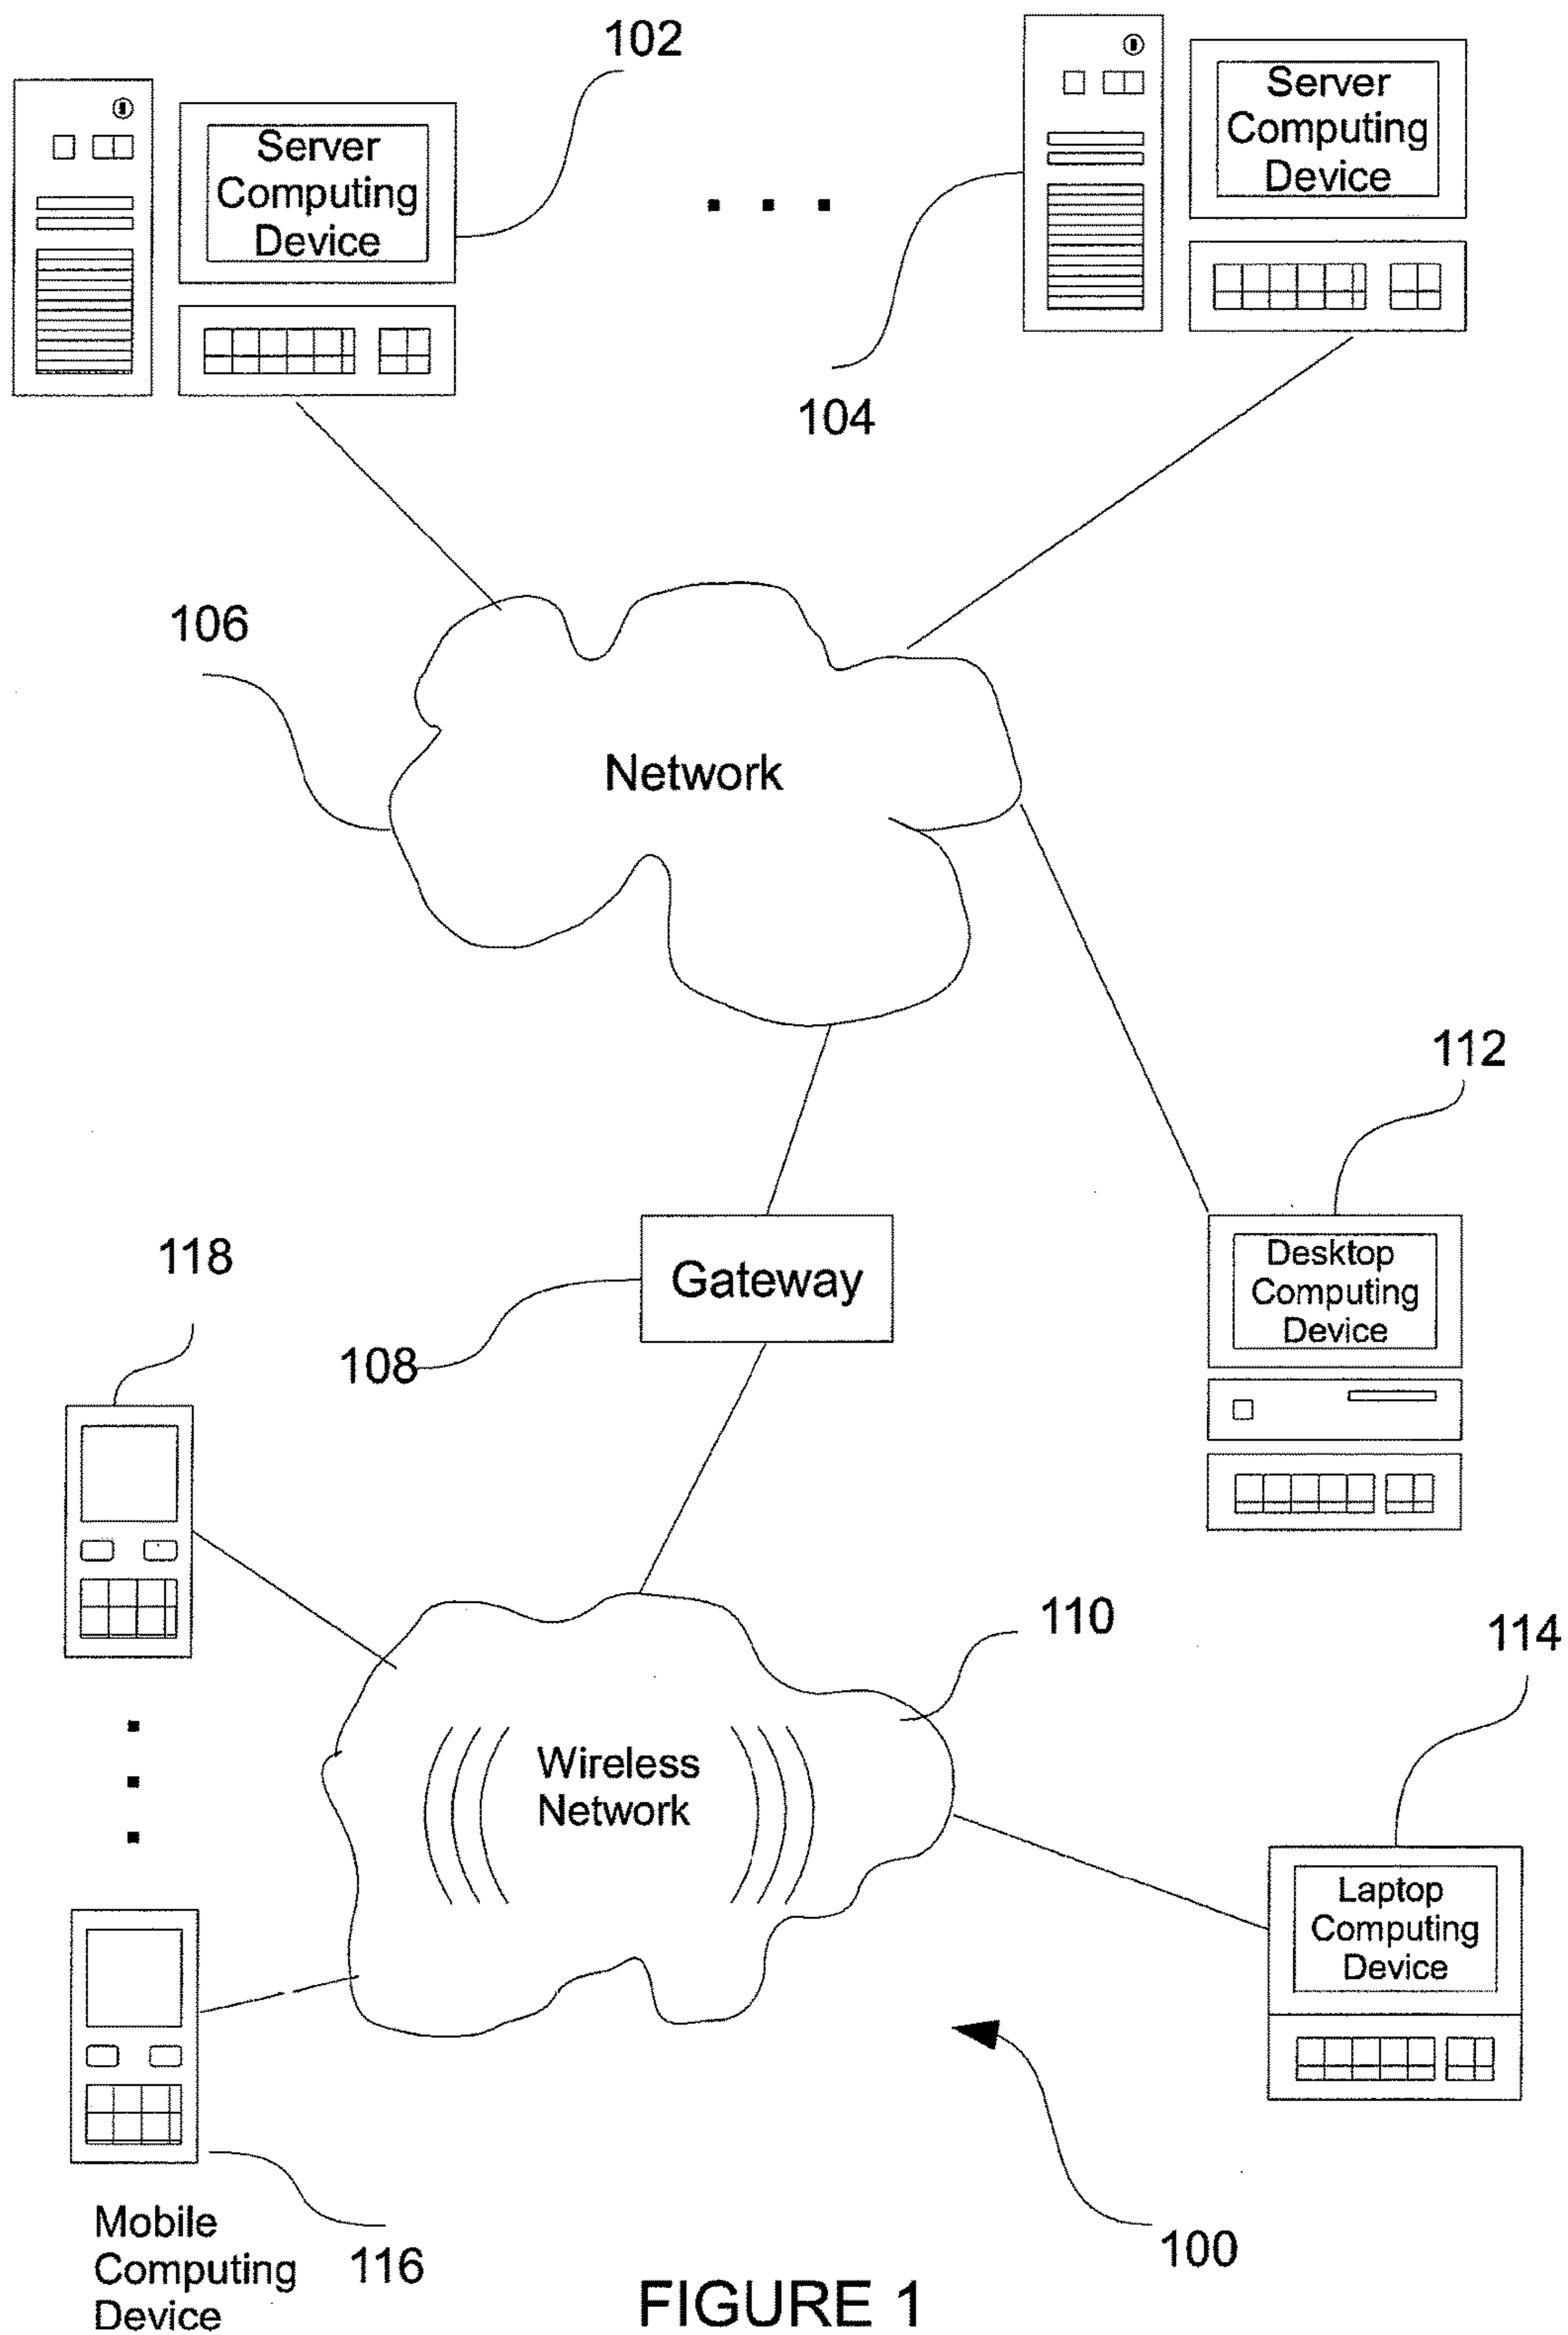 102
Server
Computing
Device
Server
Computing
Device
104
106
Network
112
118
Gateway
Desktop
Computing
Device
108
110
114
Wireless
Network
Laptop
Computing
Device
Mobile
Computing
Device
116
100
FIGURE 1